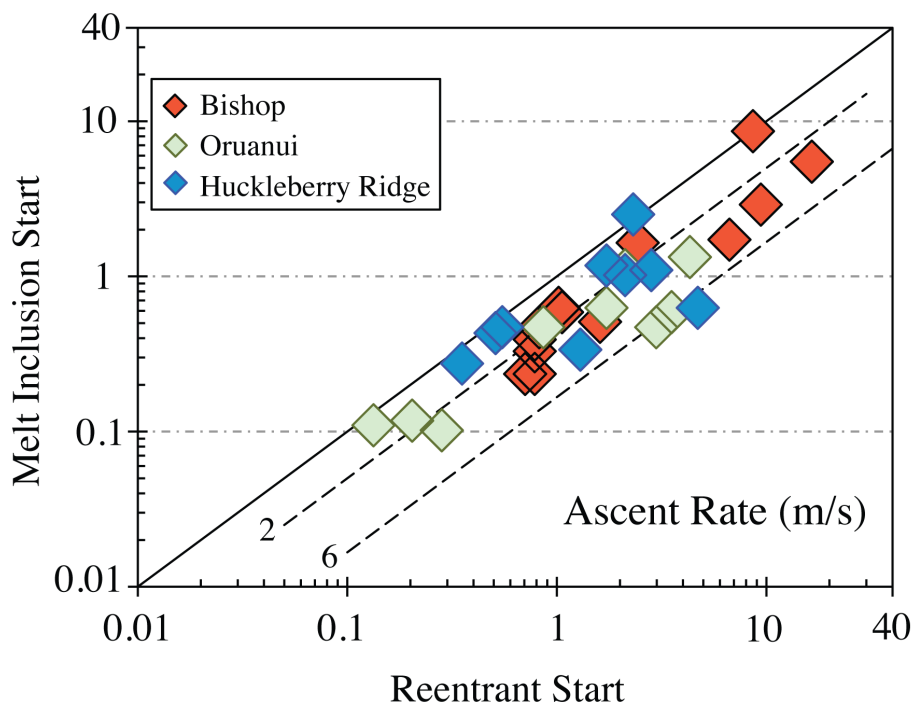 40
10
1
0.1
0.01
Melt Inclusion Start
Bishop
Oruanui
Huckleberry Ridge
2
6
Ascent Rate (m/s)
0.01 0.1 1 10 40
Reentrant Start